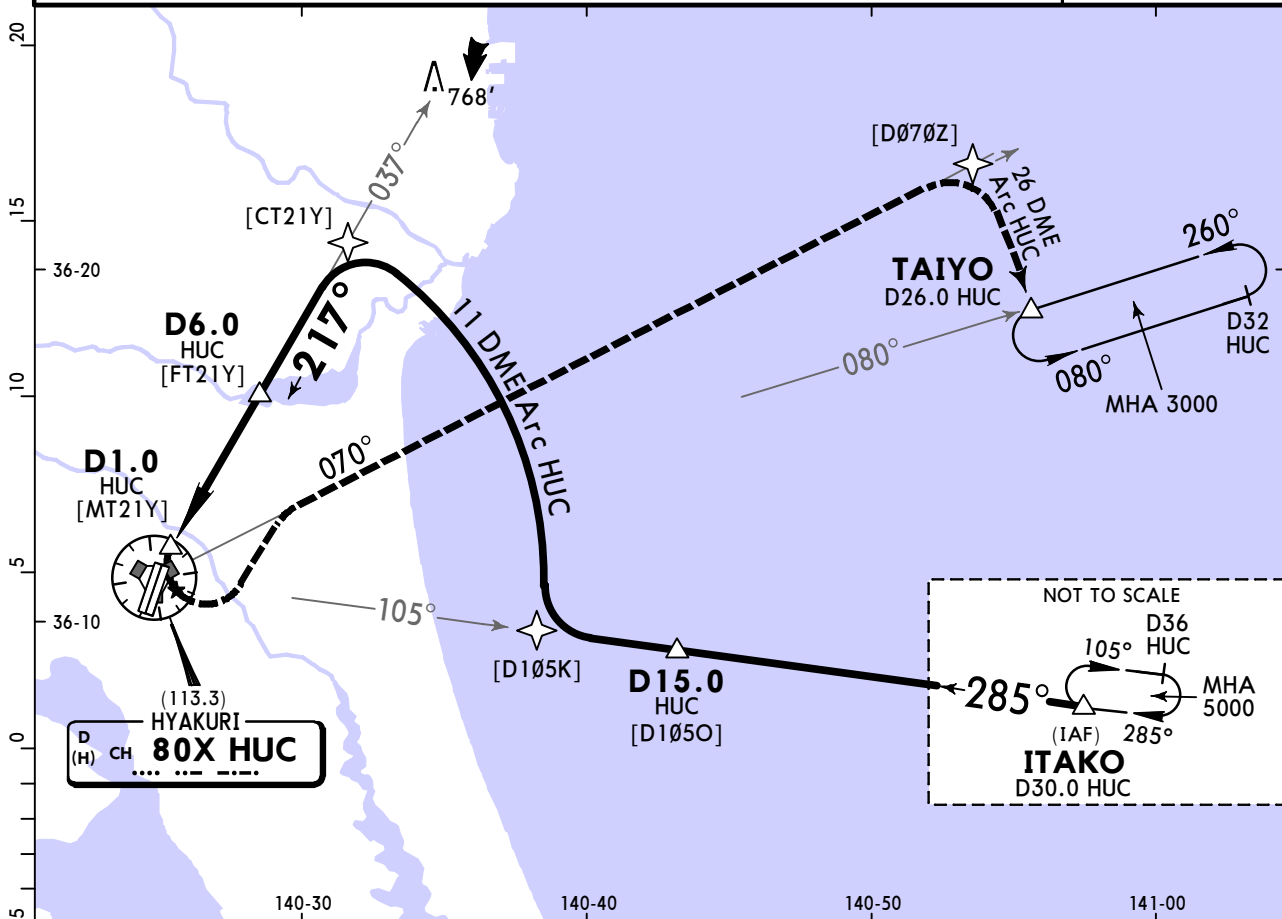 20
15
10
5
0
5
768'
037°
[CT21Y]
36-20
217°
D6.0
HUC
[FT21Y]
11 DME Arc HUC
D1.0
HUC
[MT21Y]
070°
36-10
105°
[D105K]
D15.0
HUC
[D105O]
(113.3)
HYAKURI
D
(H)
CH 80X HUC
[DØ7ØZ]
26 DME
Arc HUC
TAIYO
D26.0 HUC
080°
260°
D32
HUC
080°
MHA 3000
NOT TO SCALE
D36
HUC
105°
MHA
5000
285°
285°
(IAF)
ITAKO
D30.0 HUC
140-30
140-40
140-50
141-00